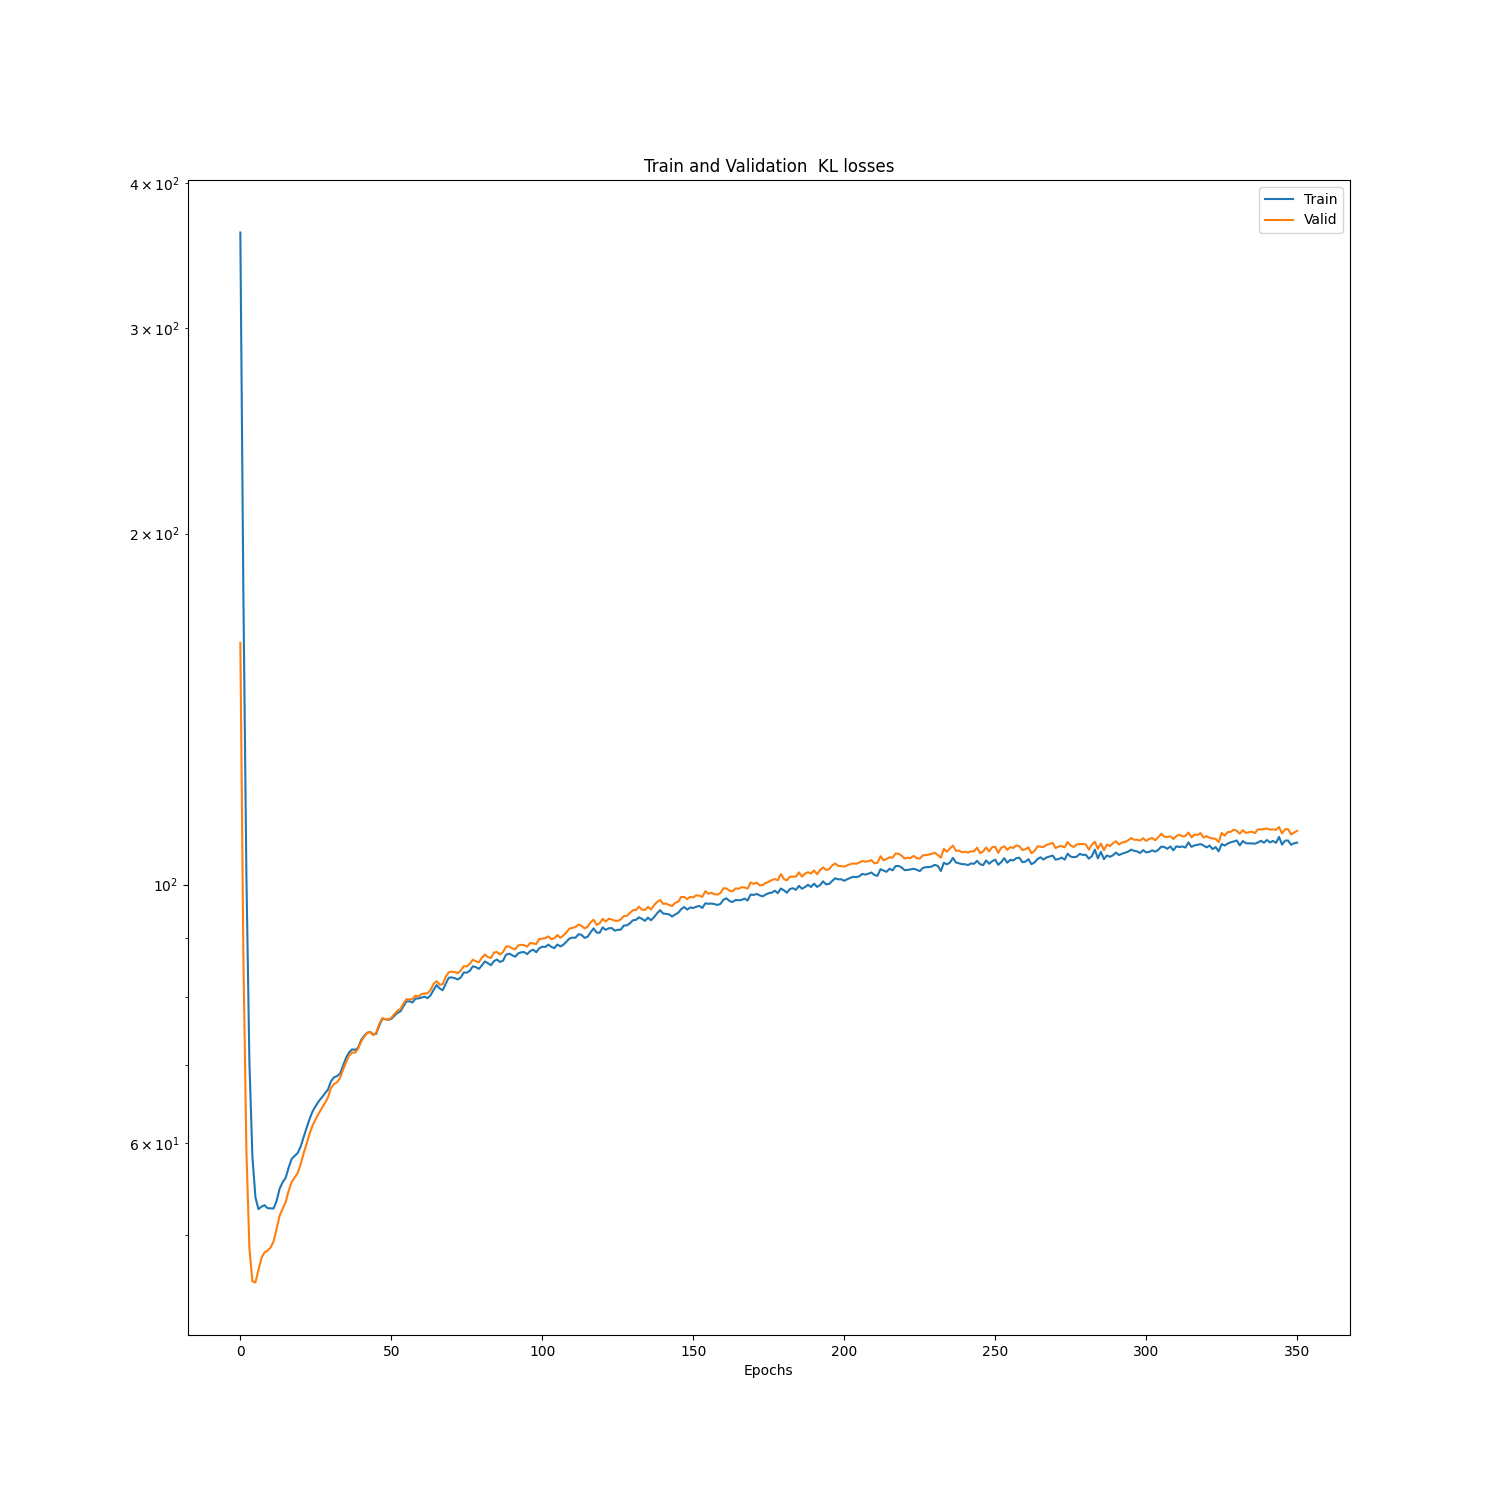 Train and Validation  KL losses
4 × 10²
3 × 10²
2 × 10²
10²
6 × 10¹
Train
Valid
0 50 100 150 200 250 300 350
Epochs